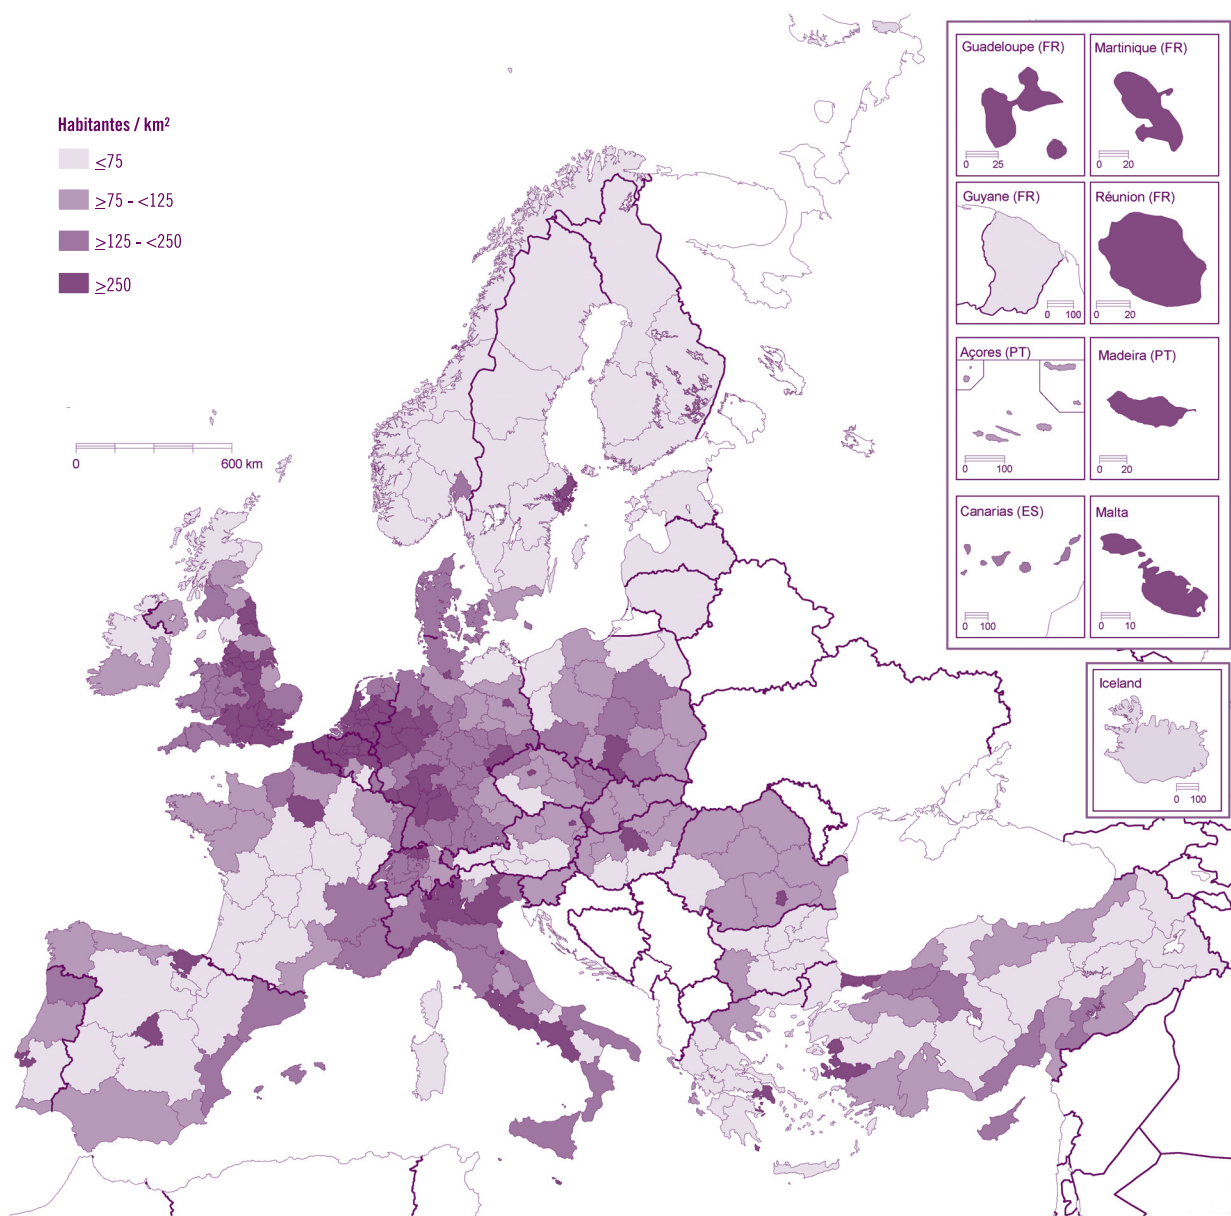 Habitantes / km²
≤75
≥75 - <125
≥125 - <250
≥250
0 600 km
Guadeloupe (FR)
0 25
Martinique (FR)
0 20
Guyane (FR)
0 100
Réunion (FR)
0 20
Açores (PT)
0 100
Madeira (PT)
0 20
Canarias (ES)
0 100
Malta
0 10
Iceland
0 100